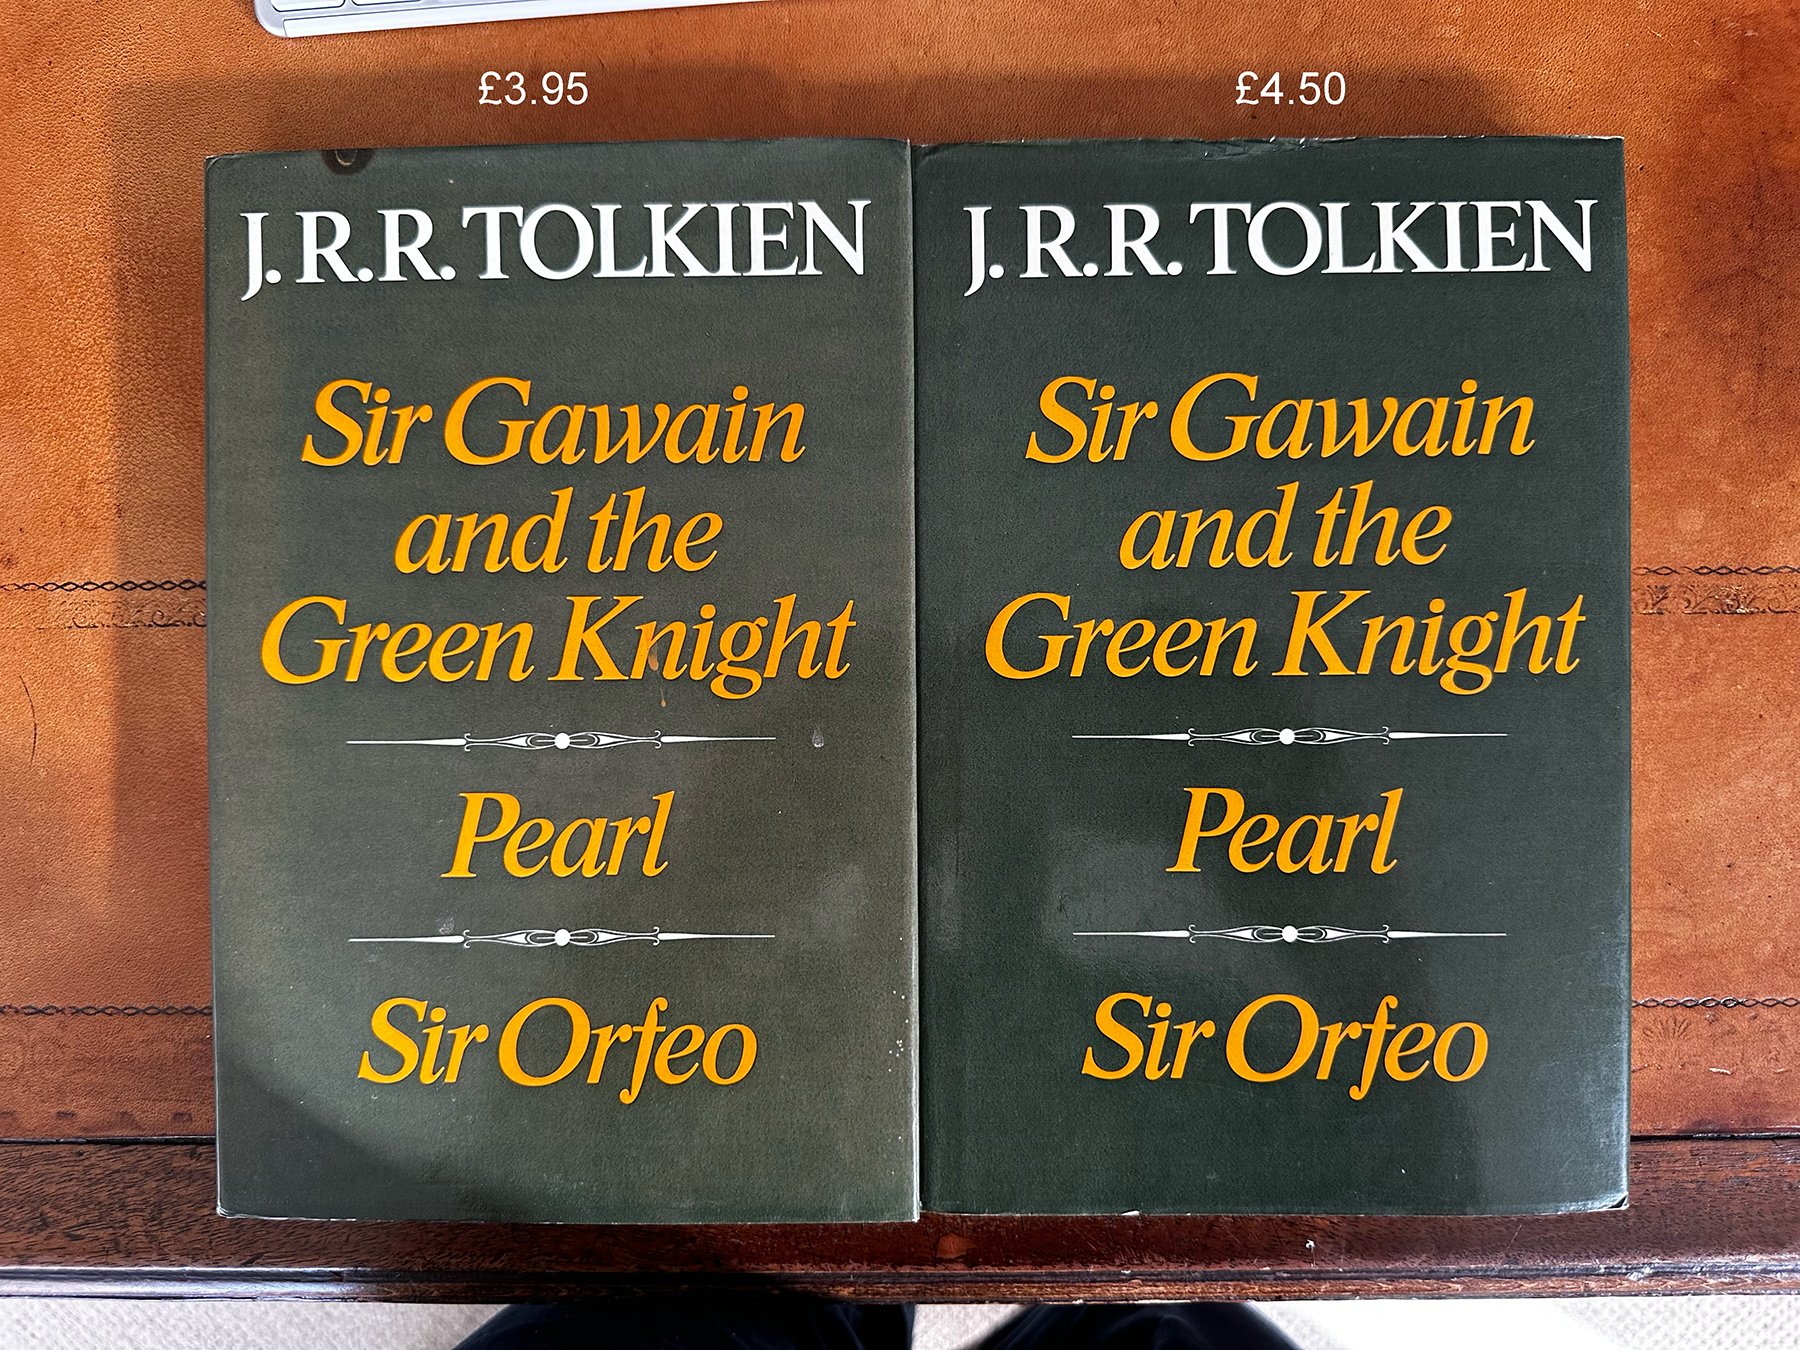 £3.95
£4.50
J.R.R. TOLKIEN
Sir Gawain
and the
Green Knight
Pearl
Sir Orfeo
J.R.R. TOLKIEN
Sir Gawain
and the
Green Knight
Pearl
Sir Orfeo